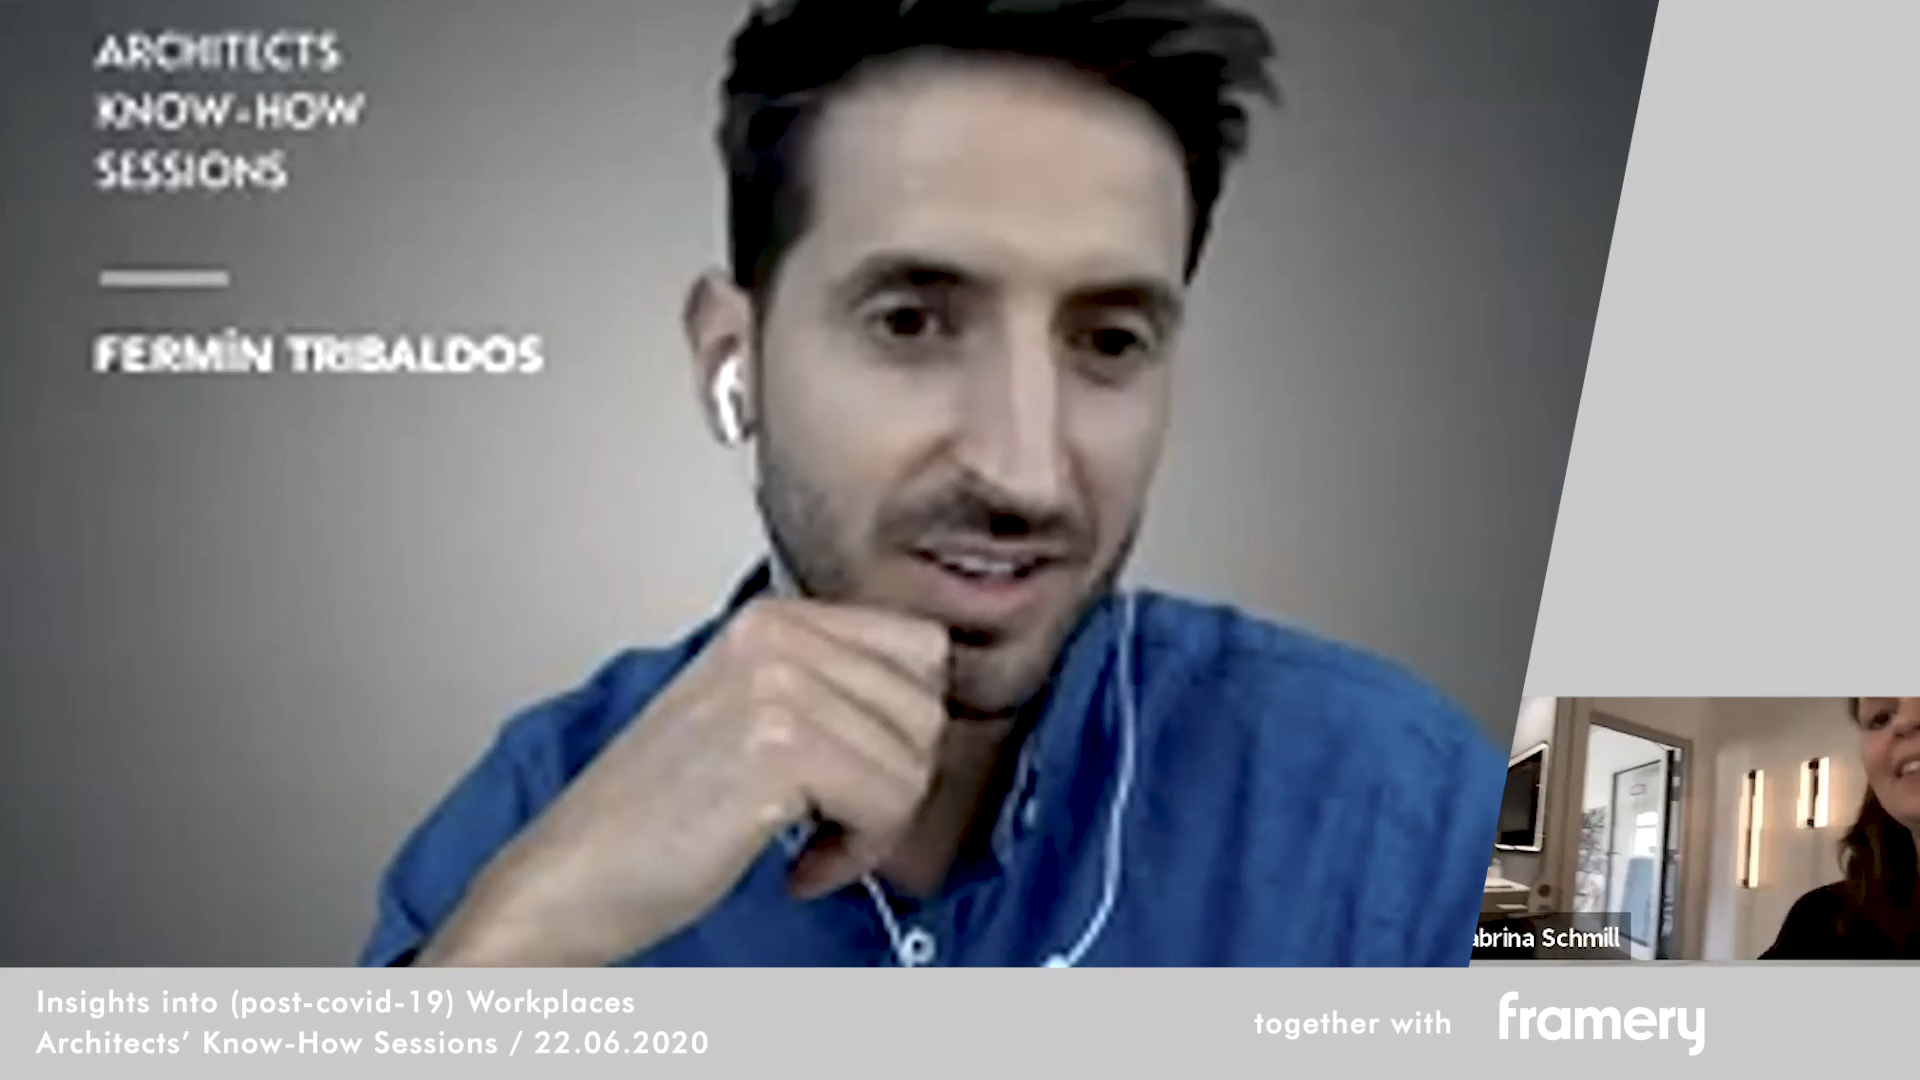 ARCHITECTS
KNOW-HOW
SESSIONS
FERMÍN TRIBALDOS
abrina Schmill
Insights into (post-covid-19) Workplaces
Architects’ Know-How Sessions / 22.06.2020
together with framery